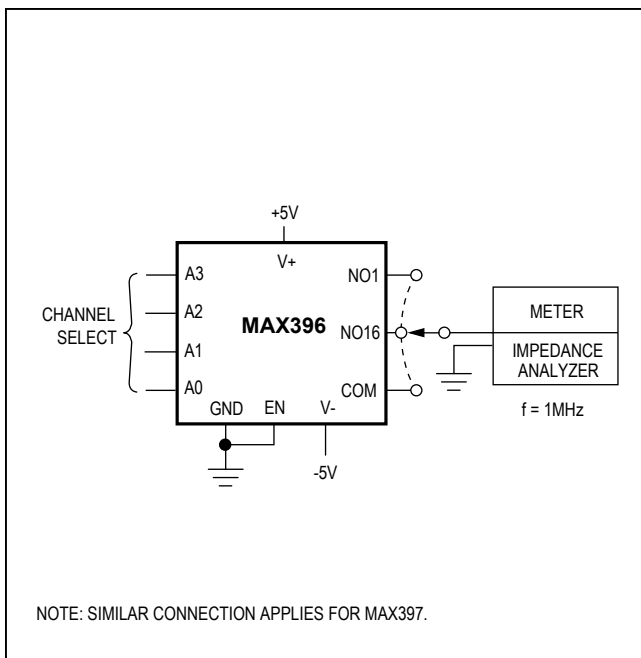 +5V
V+
CHANNEL
SELECT
A3
A2
A1
A0
MAX396
NO1
NO16
COM
GND
EN
V-
-5V
METER
IMPEDANCE
ANALYZER
f = 1MHz
NOTE: SIMILAR CONNECTION APPLIES FOR MAX397.